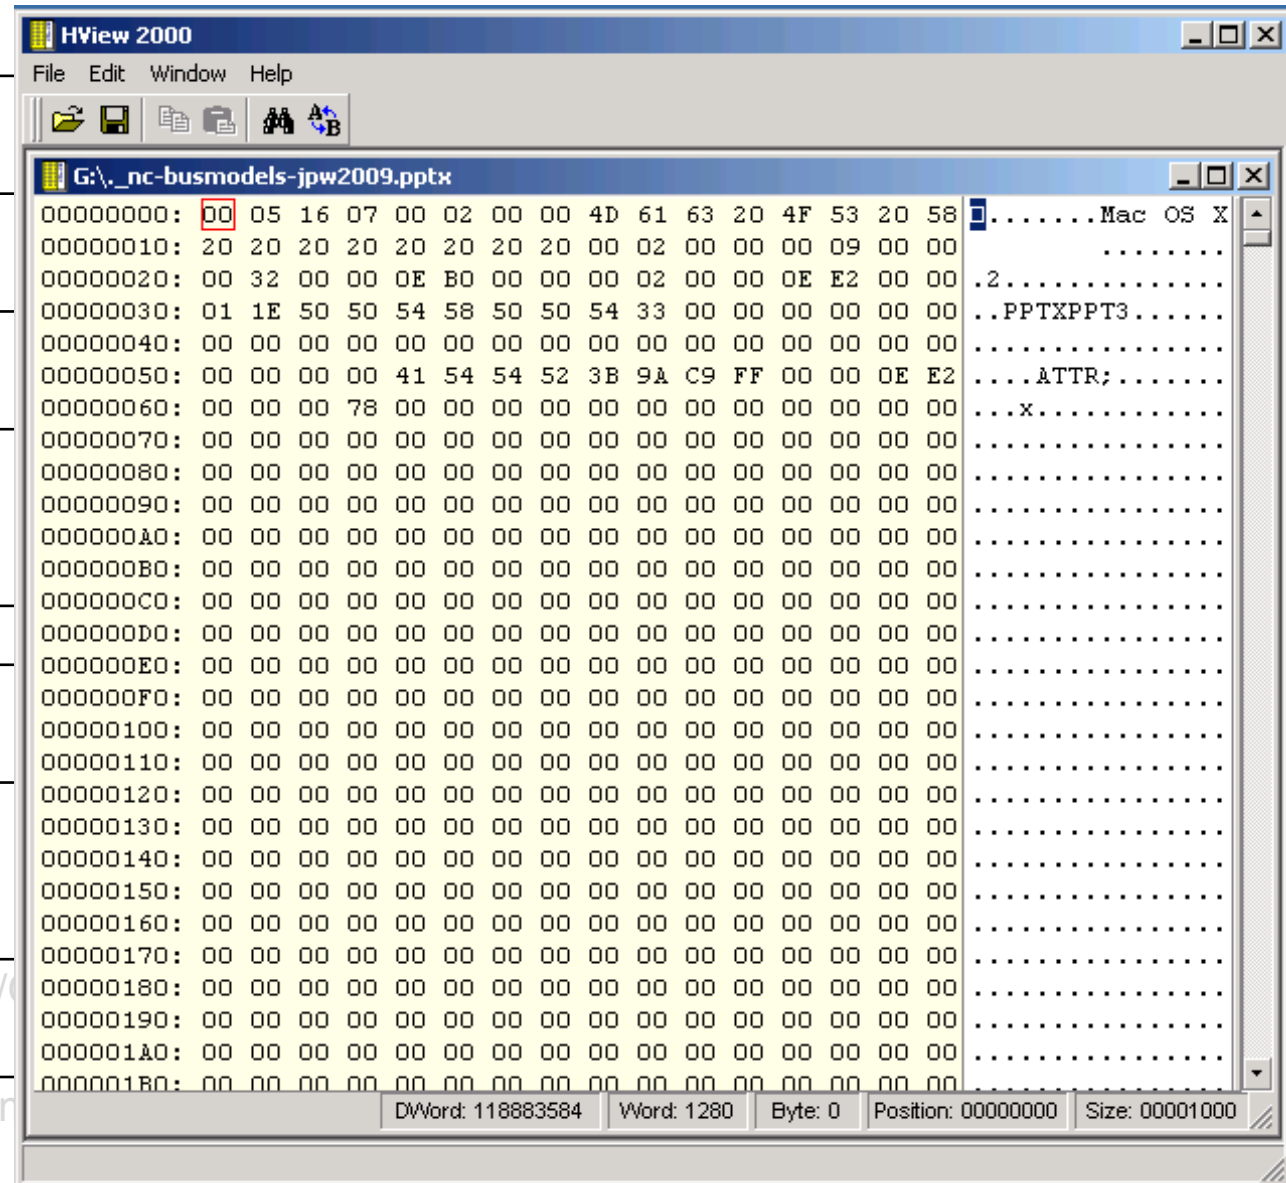 HView 2000
File Edit Window Help
G:\._nc-busmodels-jpw2009.pptx
00000000: 00 05 16 07 00 02 00 00 4D 61 63 20 4F 53 20 58 ........Mac OS X
00000010: 20 20 20 20 20 20 20 20 00 02 00 00 00 09 00 00 ........
00000020: 00 32 00 00 0E B0 00 00 00 02 00 00 0E E2 00 00 .2..............
00000030: 01 1E 50 50 54 58 50 50 54 33 00 00 00 00 00 00 ..PPTXPPT3......
00000040: 00 00 00 00 00 00 00 00 00 00 00 00 00 00 00 00 ................
00000050: 00 00 00 00 41 54 54 52 3B 9A C9 FF 00 00 0E E2 ....ATTR;.......
00000060: 00 00 00 78 00 00 00 00 00 00 00 00 00 00 00 00 ...x............
00000070: 00 00 00 00 00 00 00 00 00 00 00 00 00 00 00 00 ................
00000080: 00 00 00 00 00 00 00 00 00 00 00 00 00 00 00 00 ................
00000090: 00 00 00 00 00 00 00 00 00 00 00 00 00 00 00 00 ................
000000A0: 00 00 00 00 00 00 00 00 00 00 00 00 00 00 00 00 ................
000000B0: 00 00 00 00 00 00 00 00 00 00 00 00 00 00 00 00 ................
000000C0: 00 00 00 00 00 00 00 00 00 00 00 00 00 00 00 00 ................
000000D0: 00 00 00 00 00 00 00 00 00 00 00 00 00 00 00 00 ................
000000E0: 00 00 00 00 00 00 00 00 00 00 00 00 00 00 00 00 ................
000000F0: 00 00 00 00 00 00 00 00 00 00 00 00 00 00 00 00 ................
00000100: 00 00 00 00 00 00 00 00 00 00 00 00 00 00 00 00 ................
00000110: 00 00 00 00 00 00 00 00 00 00 00 00 00 00 00 00 ................
00000120: 00 00 00 00 00 00 00 00 00 00 00 00 00 00 00 00 ................
00000130: 00 00 00 00 00 00 00 00 00 00 00 00 00 00 00 00 ................
00000140: 00 00 00 00 00 00 00 00 00 00 00 00 00 00 00 00 ................
00000150: 00 00 00 00 00 00 00 00 00 00 00 00 00 00 00 00 ................
00000160: 00 00 00 00 00 00 00 00 00 00 00 00 00 00 00 00 ................
00000170: 00 00 00 00 00 00 00 00 00 00 00 00 00 00 00 00 ................
00000180: 00 00 00 00 00 00 00 00 00 00 00 00 00 00 00 00 ................
00000190: 00 00 00 00 00 00 00 00 00 00 00 00 00 00 00 00 ................
000001A0: 00 00 00 00 00 00 00 00 00 00 00 00 00 00 00 00 ................
000001B0: 00 00 00 00 00 00 00 00 00 00 00 00 00 00 00 00 ................
DWord: 118883584 Word: 1280 Byte: 0 Position: 00000000 Size: 00001000